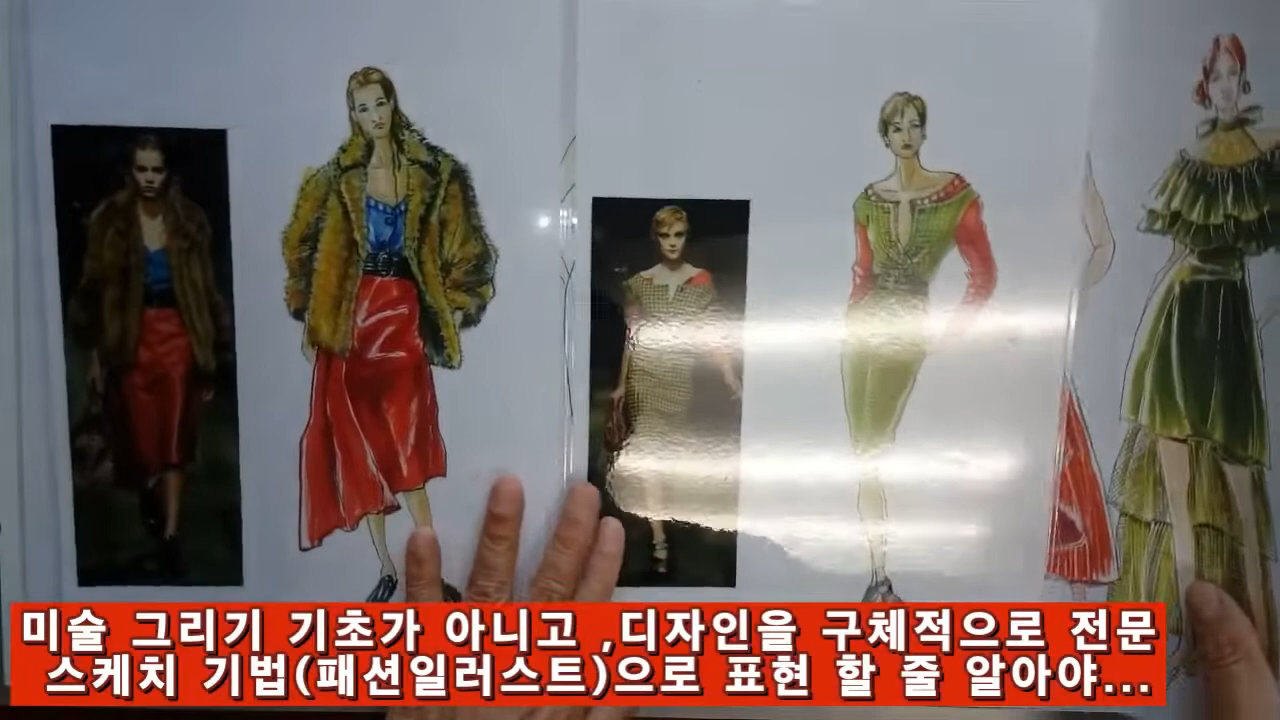 미술 그리기 기초가 아니고 ,디자인을 구체적으로 전문
스케치 기법(패션일러스트)으로 표현 할 줄 알아야...